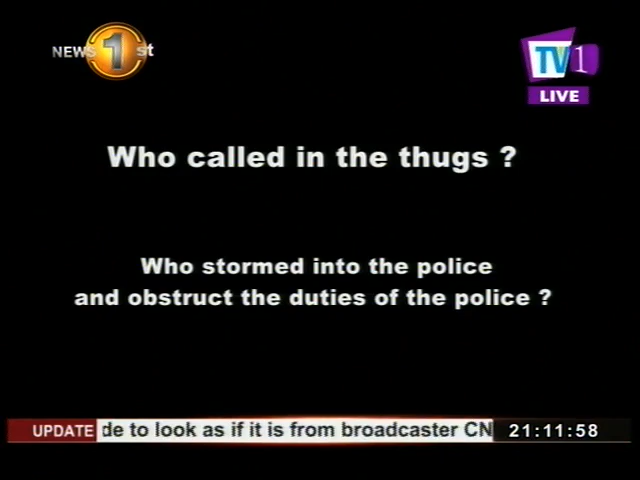 NEWS 1st
TV1
LIVE
Who called in the thugs ?
Who stormed into the police
and obstruct the duties of the police ?
UPDATE de to look as if it is from broadcaster CN 21:11:58